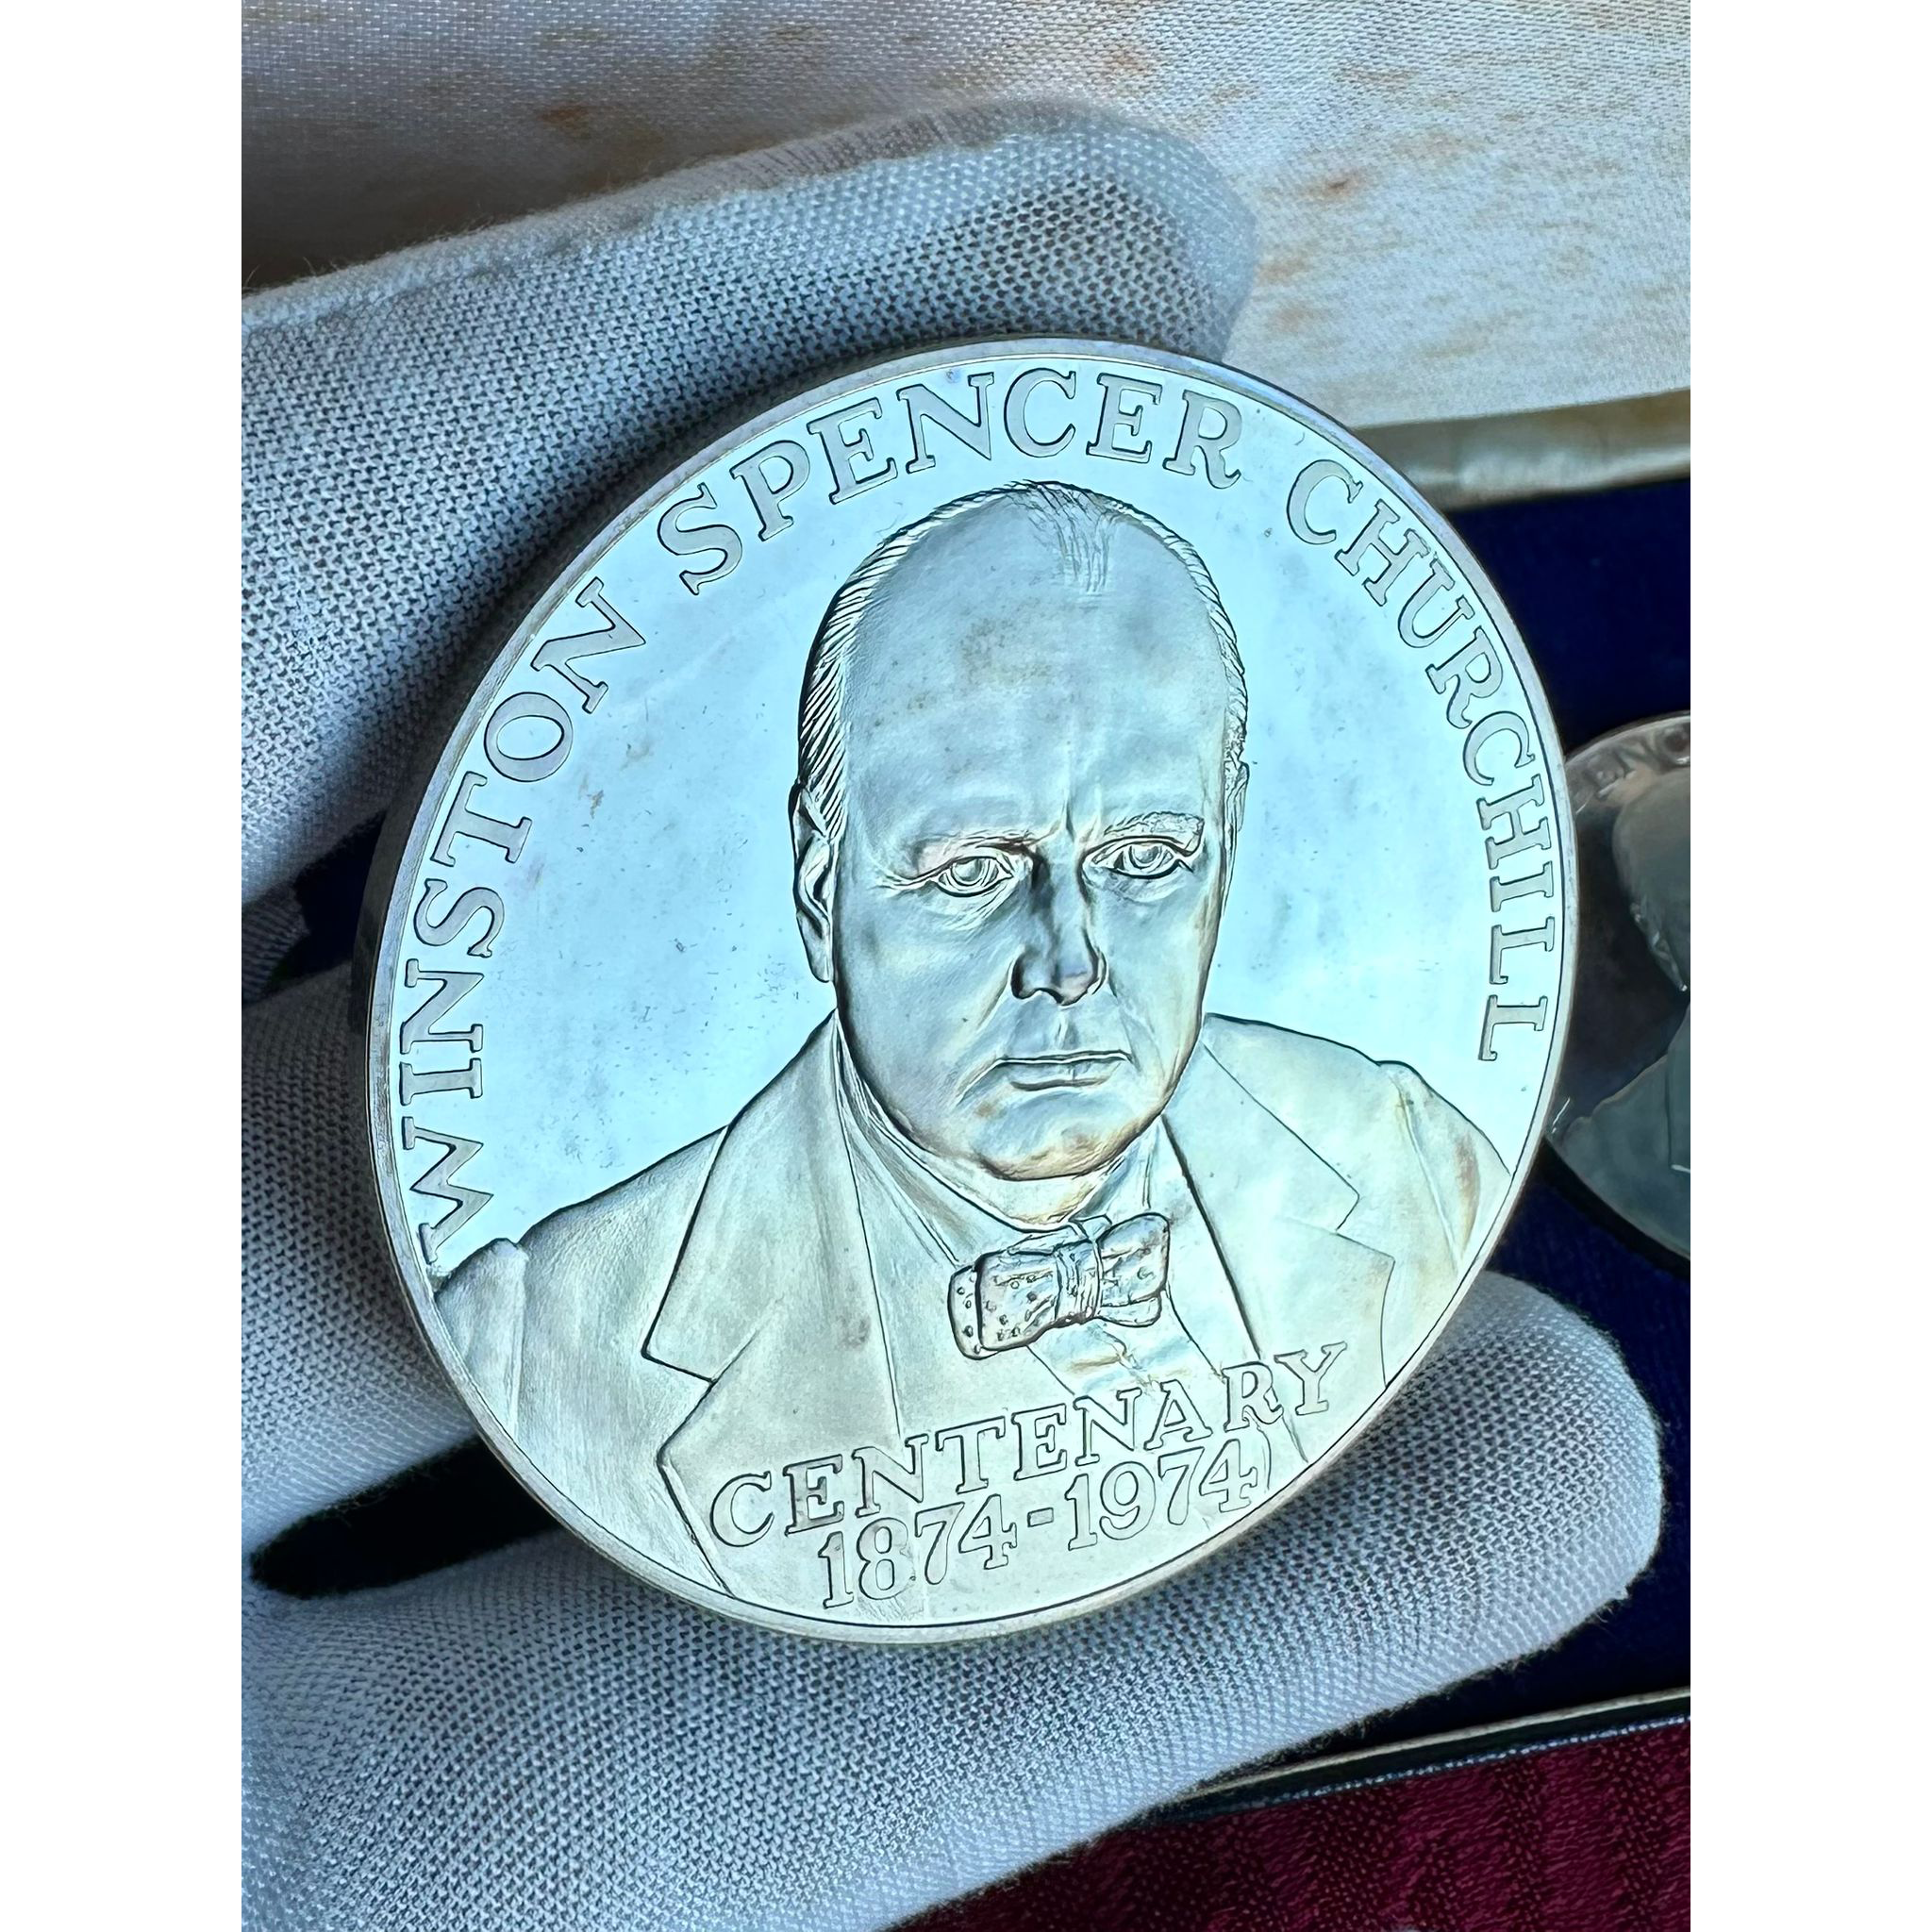 WINSTON SPENCER CHURCHILL
CENTENARY
1874-1974